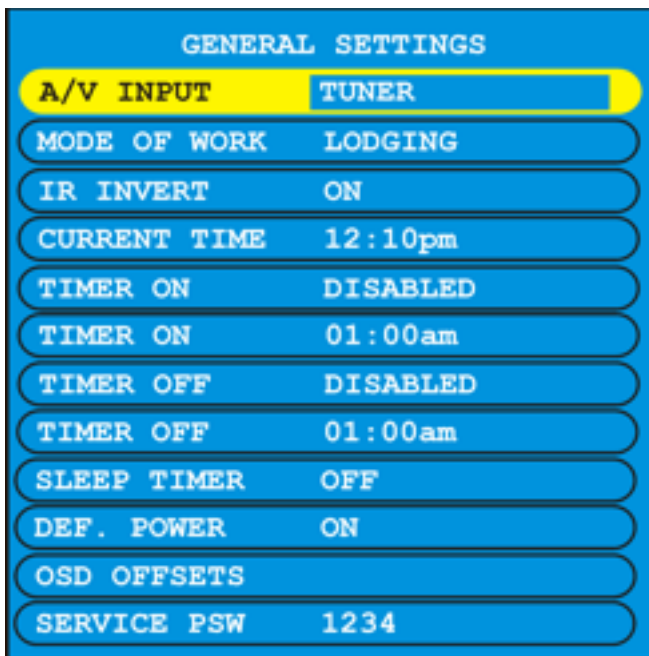 GENERAL SETTINGS
A/V INPUT TUNER
MODE OF WORK LODGING
IR INVERT ON
CURRENT TIME 12:10pm
TIMER ON DISABLED
TIMER ON 01:00am
TIMER OFF DISABLED
TIMER OFF 01:00am
SLEEP TIMER OFF
DEF. POWER ON
OSD OFFSETS
SERVICE PSW 1234